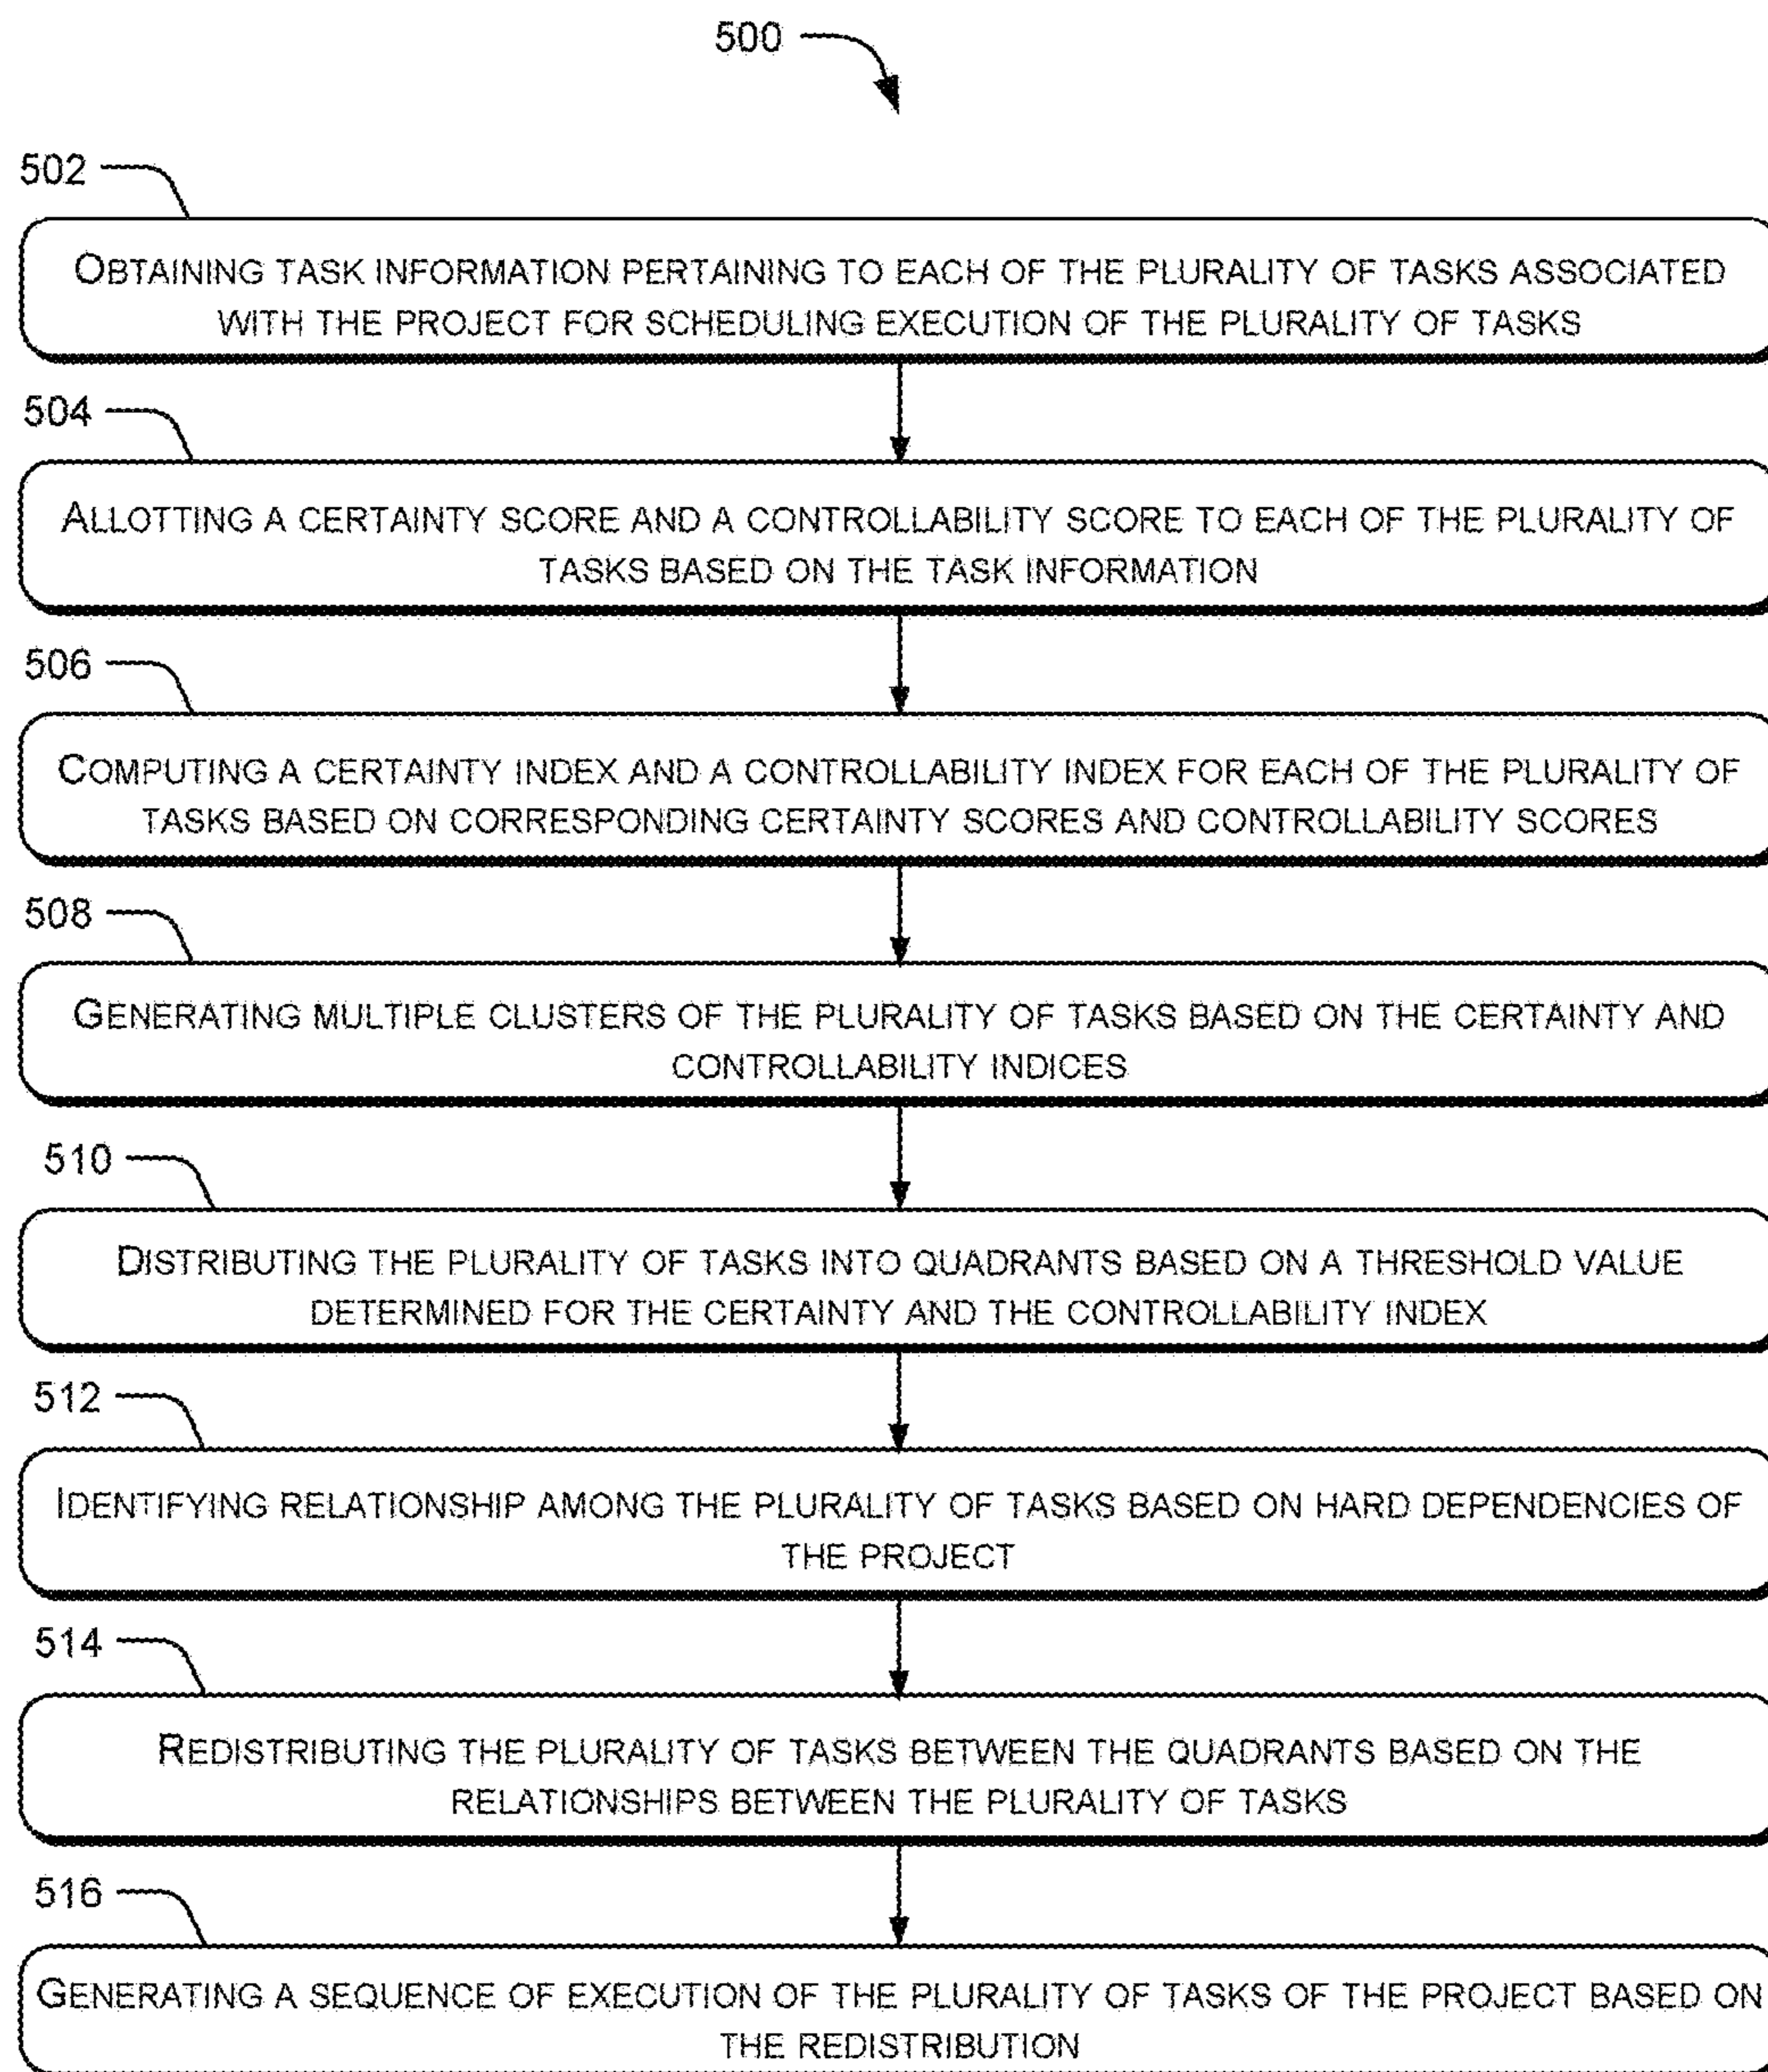 500
502
OBTAINING TASK INFORMATION PERTAINING TO EACH OF THE PLURALITY OF TASKS ASSOCIATED
WITH THE PROJECT FOR SCHEDULING EXECUTION OF THE PLURALITY OF TASKS
504
ALLOTTING A CERTAINTY SCORE AND A CONTROLLABILITY SCORE TO EACH OF THE PLURALITY OF
TASKS BASED ON THE TASK INFORMATION
506
COMPUTING A CERTAINTY INDEX AND A CONTROLLABILITY INDEX FOR EACH OF THE PLURALITY OF
TASKS BASED ON CORRESPONDING CERTAINTY SCORES AND CONTROLLABILITY SCORES
508
GENERATING MULTIPLE CLUSTERS OF THE PLURALITY OF TASKS BASED ON THE CERTAINTY AND
CONTROLLABILITY INDICES
510
DISTRIBUTING THE PLURALITY OF TASKS INTO QUADRANTS BASED ON A THRESHOLD VALUE
DETERMINED FOR THE CERTAINTY AND THE CONTROLLABILITY INDEX
512
IDENTIFYING RELATIONSHIP AMONG THE PLURALITY OF TASKS BASED ON HARD DEPENDENCIES OF
THE PROJECT
514
REDISTRIBUTING THE PLURALITY OF TASKS BETWEEN THE QUADRANTS BASED ON THE
RELATIONSHIPS BETWEEN THE PLURALITY OF TASKS
516
GENERATING A SEQUENCE OF EXECUTION OF THE PLURALITY OF TASKS OF THE PROJECT BASED ON
THE REDISTRIBUTION